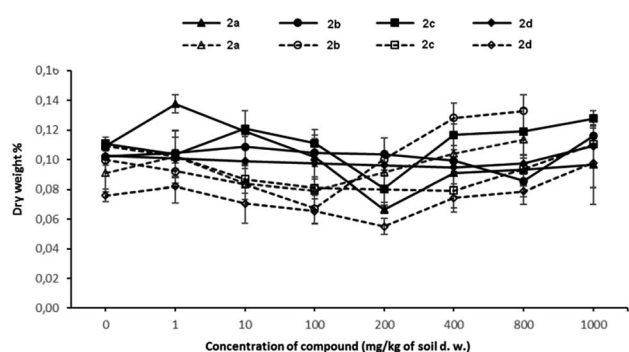 2a 2b 2c 2d
2a 2b 2c 2d
0,16
0,14
0,12
0,10
0,08
0,06
0,04
0,02
0,00
Dry weight %
0 1 10 100 200 400 800 1000
Concentration of compound (mg/kg of soil d. w.)